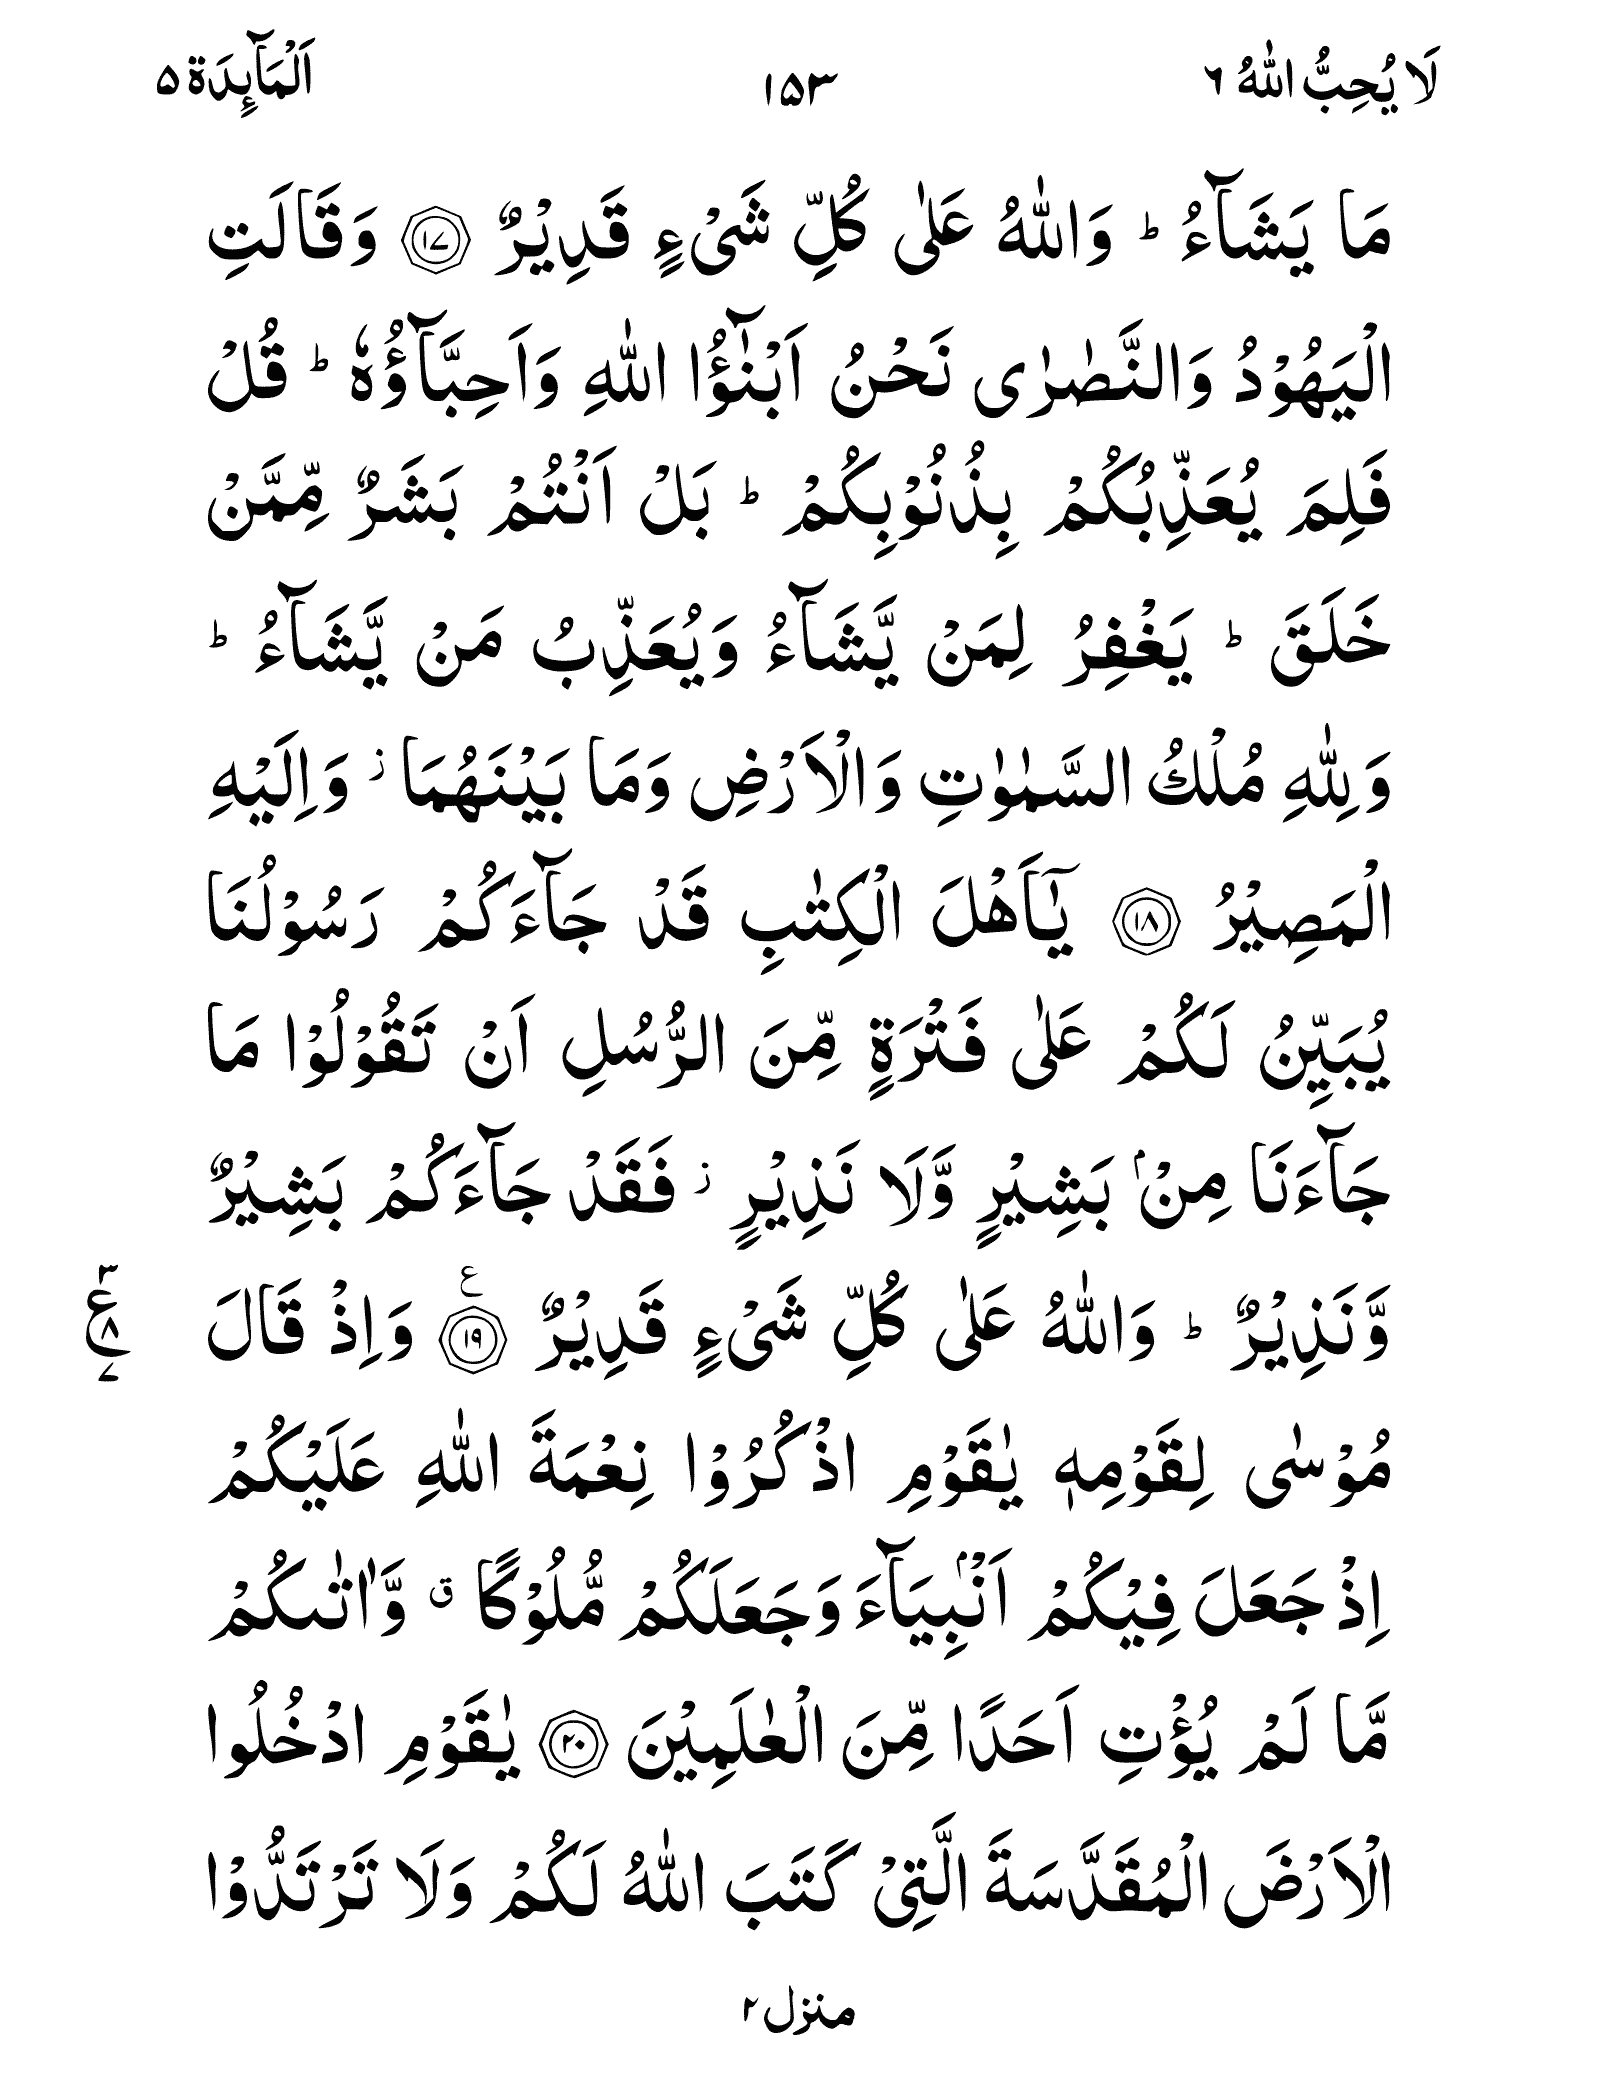 لَا يُحِبُّ اللّٰهُ ٦ ١٥٣ اَلْمَآئِدَة ٥
مَا يَشَآءُ ؕ وَاللّٰهُ عَلٰى كُلِّ شَىْءٍ قَدِيْرٌ ﴿١٧﴾ وَقَالَتِ
الْيَهُوْدُ وَالنَّصٰرٰى نَحْنُ اَبْنٰٓؤُا اللّٰهِ وَاَحِبَّآؤُهٗ ؕ قُلْ
فَلِمَ يُعَذِّبُكُمْ بِذُنُوْبِكُمْ ؕ بَلْ اَنْتُمْ بَشَرٌ مِّمَّنْ
خَلَقَ ؕ يَغْفِرُ لِمَنْ يَّشَآءُ وَيُعَذِّبُ مَنْ يَّشَآءُ ؕ
وَلِلّٰهِ مُلْكُ السَّمٰوٰتِ وَالْاَرْضِ وَمَا بَيْنَهُمَا ز وَاِلَيْهِ
الْمَصِيْرُ ﴿١٨﴾ يٰۤاَهْلَ الْكِتٰبِ قَدْ جَآءَكُمْ رَسُوْلُنَا
يُبَيِّنُ لَكُمْ عَلٰى فَتْرَةٍ مِّنَ الرُّسُلِ اَنْ تَقُوْلُوْا مَا
جَآءَنَا مِنْۢ بَشِيْرٍ وَّلَا نَذِيْرٍ ز فَقَدْ جَآءَكُمْ بَشِيْرٌ
وَّنَذِيْرٌ ؕ وَاللّٰهُ عَلٰى كُلِّ شَىْءٍ قَدِيْرٌ ﴿١٩﴾ ع وَاِذْ قَالَ ٣ ع ٨ ٧
مُوْسٰى لِقَوْمِهٖ يٰقَوْمِ اذْكُرُوْا نِعْمَةَ اللّٰهِ عَلَيْكُمْ
اِذْ جَعَلَ فِيْكُمْ اَنْۢبِيَآءَ وَجَعَلَكُمْ مُّلُوْكًا ق وَّاٰتٰىكُمْ
مَّا لَمْ يُؤْتِ اَحَدًا مِّنَ الْعٰلَمِيْنَ ﴿٢٠﴾ يٰقَوْمِ ادْخُلُوا
الْاَرْضَ الْمُقَدَّسَةَ الَّتِىْ كَتَبَ اللّٰهُ لَكُمْ وَلَا تَرْتَدُّوْا
منزل ٢